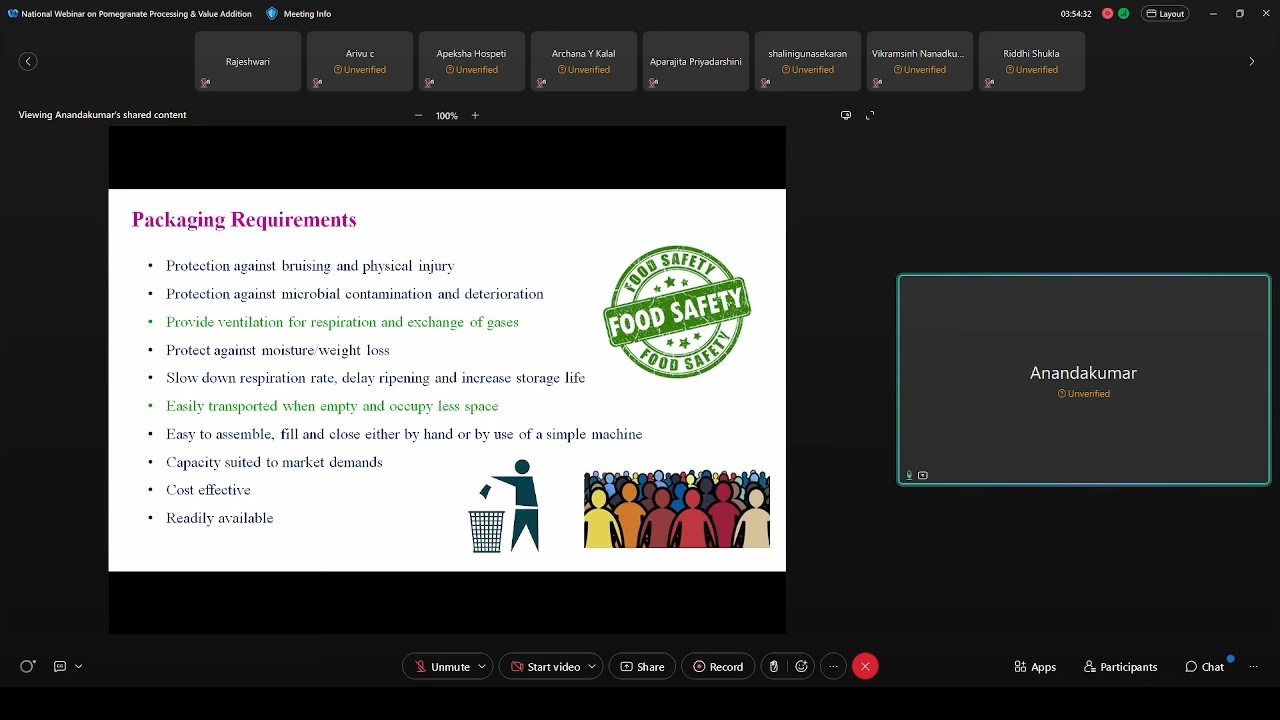 National Webinar on Pomegranate Processing & Value Addition
Meeting Info
03:54:32
Layout
Rajeshwari
Arivu c
Unverified
Apeksha Hospeti
Unverified
Archana Y Kalal
Unverified
Aparajita Priyadarshini
shalinigunasekaran
Unverified
Vikramsinh Nanadku...
Unverified
Riddhi Shukla
Unverified
Viewing Anandakumar's shared content
100%
Packaging Requirements
• Protection against bruising and physical injury
• Protection against microbial contamination and deterioration
• Provide ventilation for respiration and exchange of gases
• Protect against moisture/weight loss
• Slow down respiration rate, delay ripening and increase storage life
• Easily transported when empty and occupy less space
• Easy to assemble, fill and close either by hand or by use of a simple machine
• Capacity suited to market demands
• Cost effective
• Readily available
FOOD SAFETY
FOOD SAFETY
FOOD SAFETY
Anandakumar
Unverified
Unmute
Start video
Share
Record
Apps
Participants
Chat